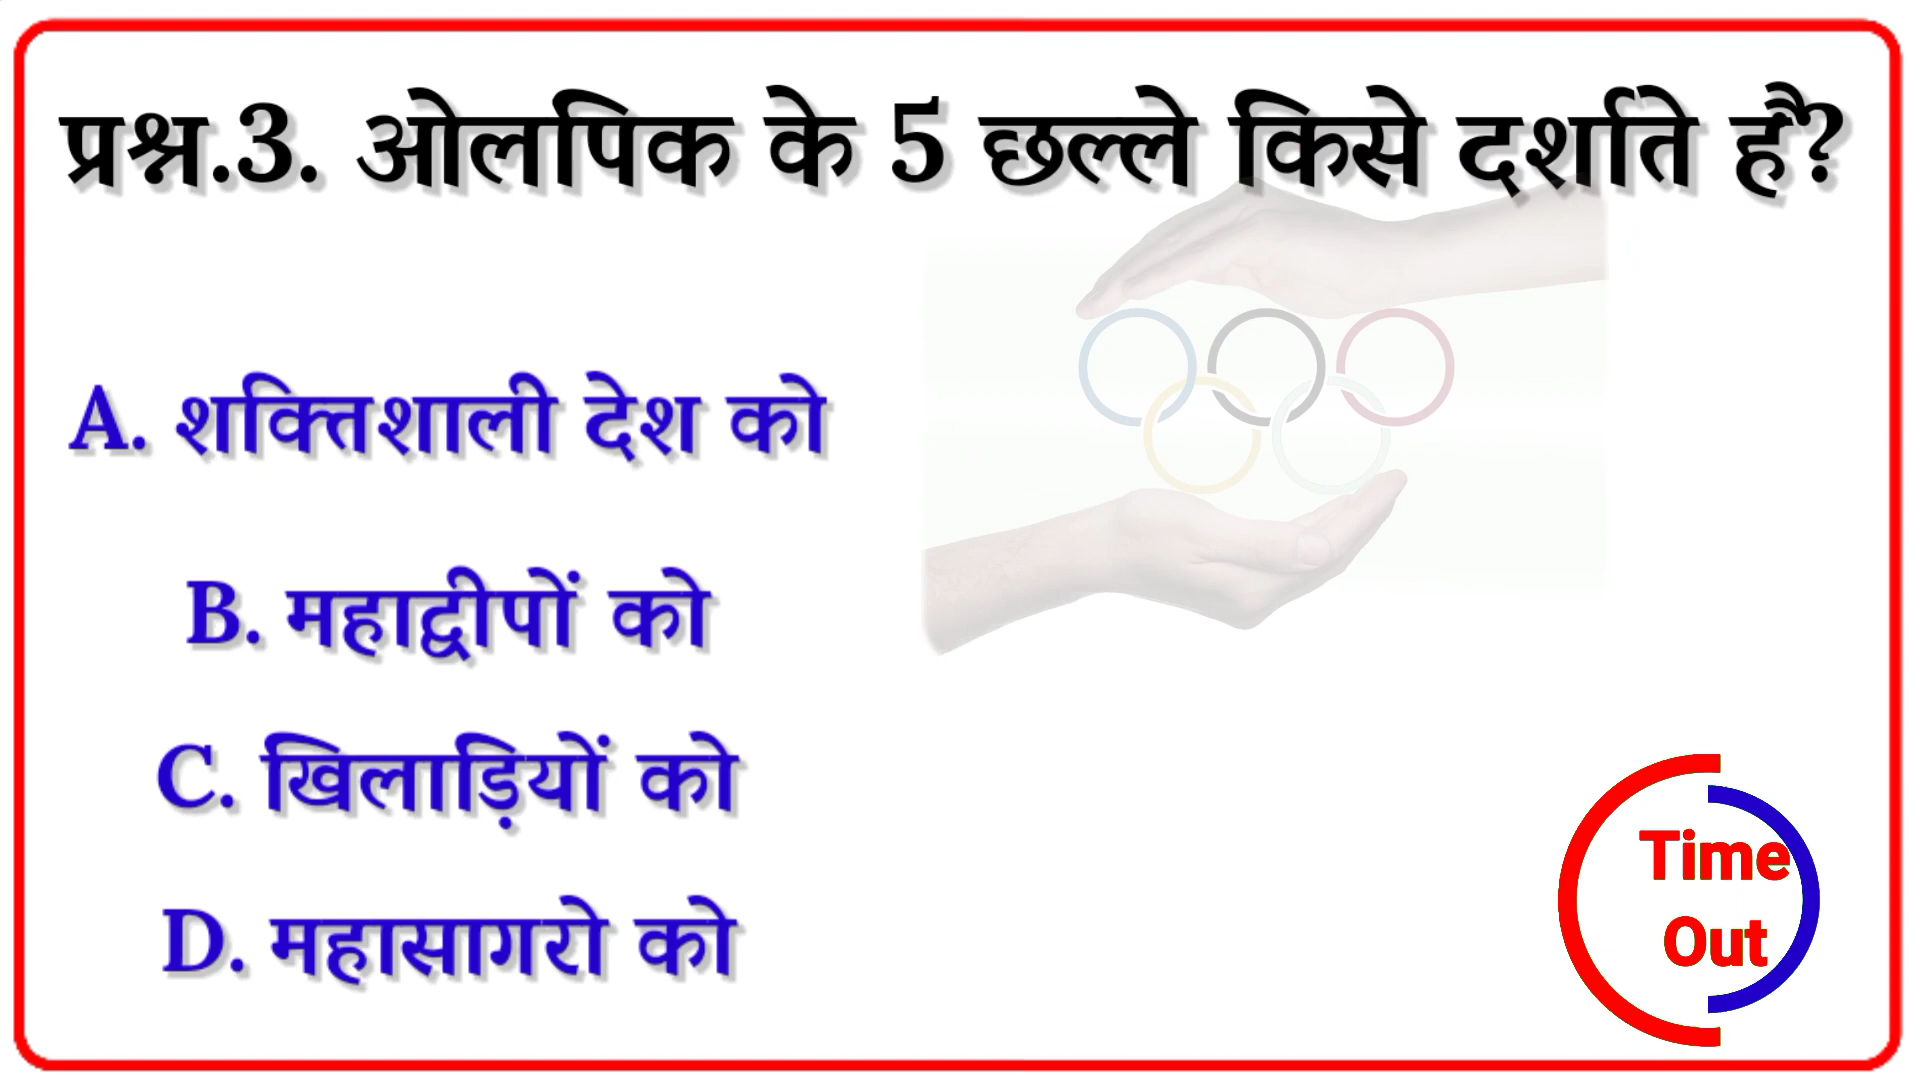 प्रश्न.3. ओलपिक के 5 छल्ले किसे दर्शाते है?
A. शक्तिशाली देश को
B. महाद्वीपों को
C. खिलाड़ियों को
D. महासागरो को
Time
Out